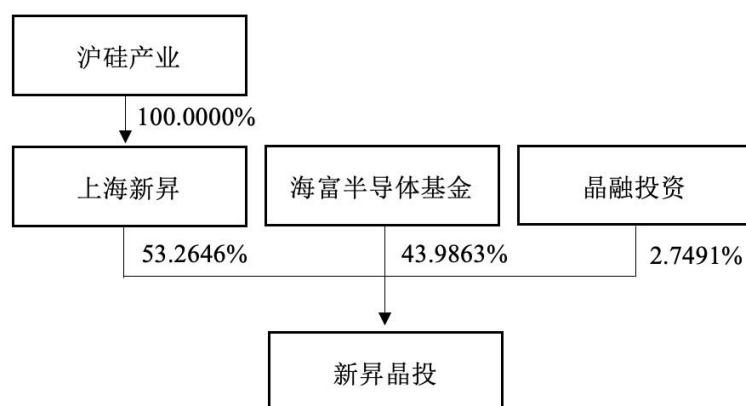 沪硅产业
100.0000%
上海新昇
海富半导体基金
晶融投资
53.2646%
43.9863%
2.7491%
新昇晶投